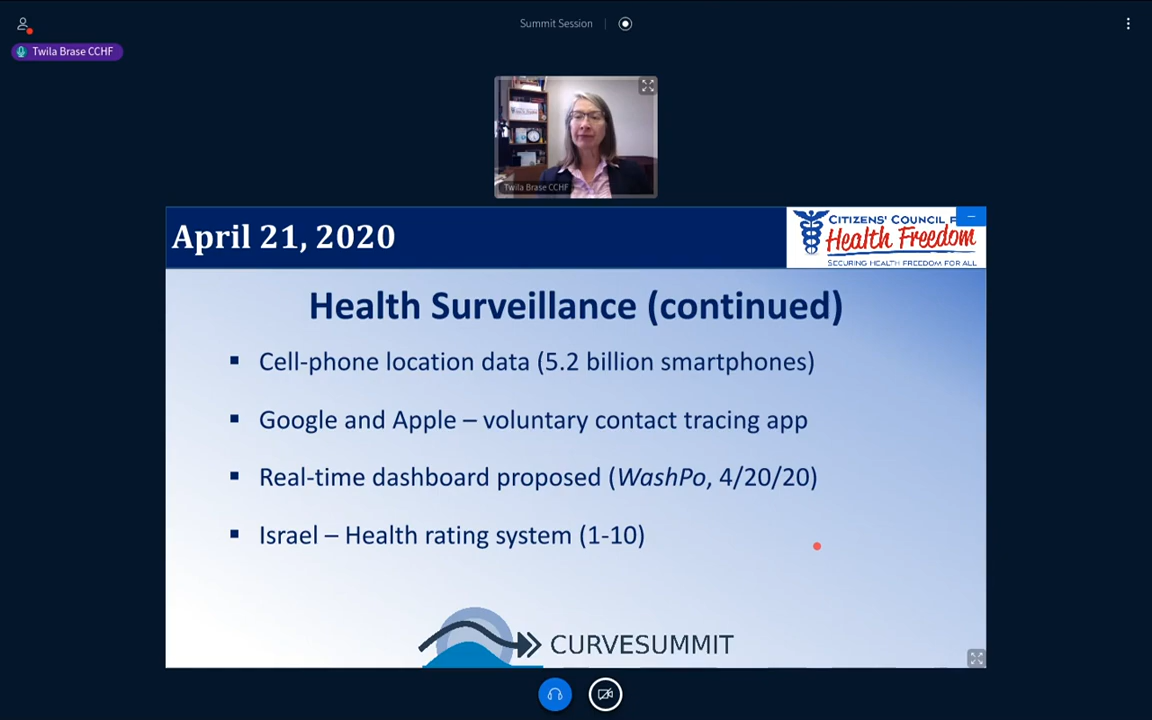 Summit Session
Twila Brase CCHF
Twila Brase CCHF
April 21, 2020
CITIZENS' COUNCIL F
Health Freedom
SECURING HEALTH FREEDOM FOR ALL
Health Surveillance (continued)
▪ Cell-phone location data (5.2 billion smartphones)
▪ Google and Apple – voluntary contact tracing app
▪ Real-time dashboard proposed (WashPo, 4/20/20)
▪ Israel – Health rating system (1-10)
CURVESUMMIT